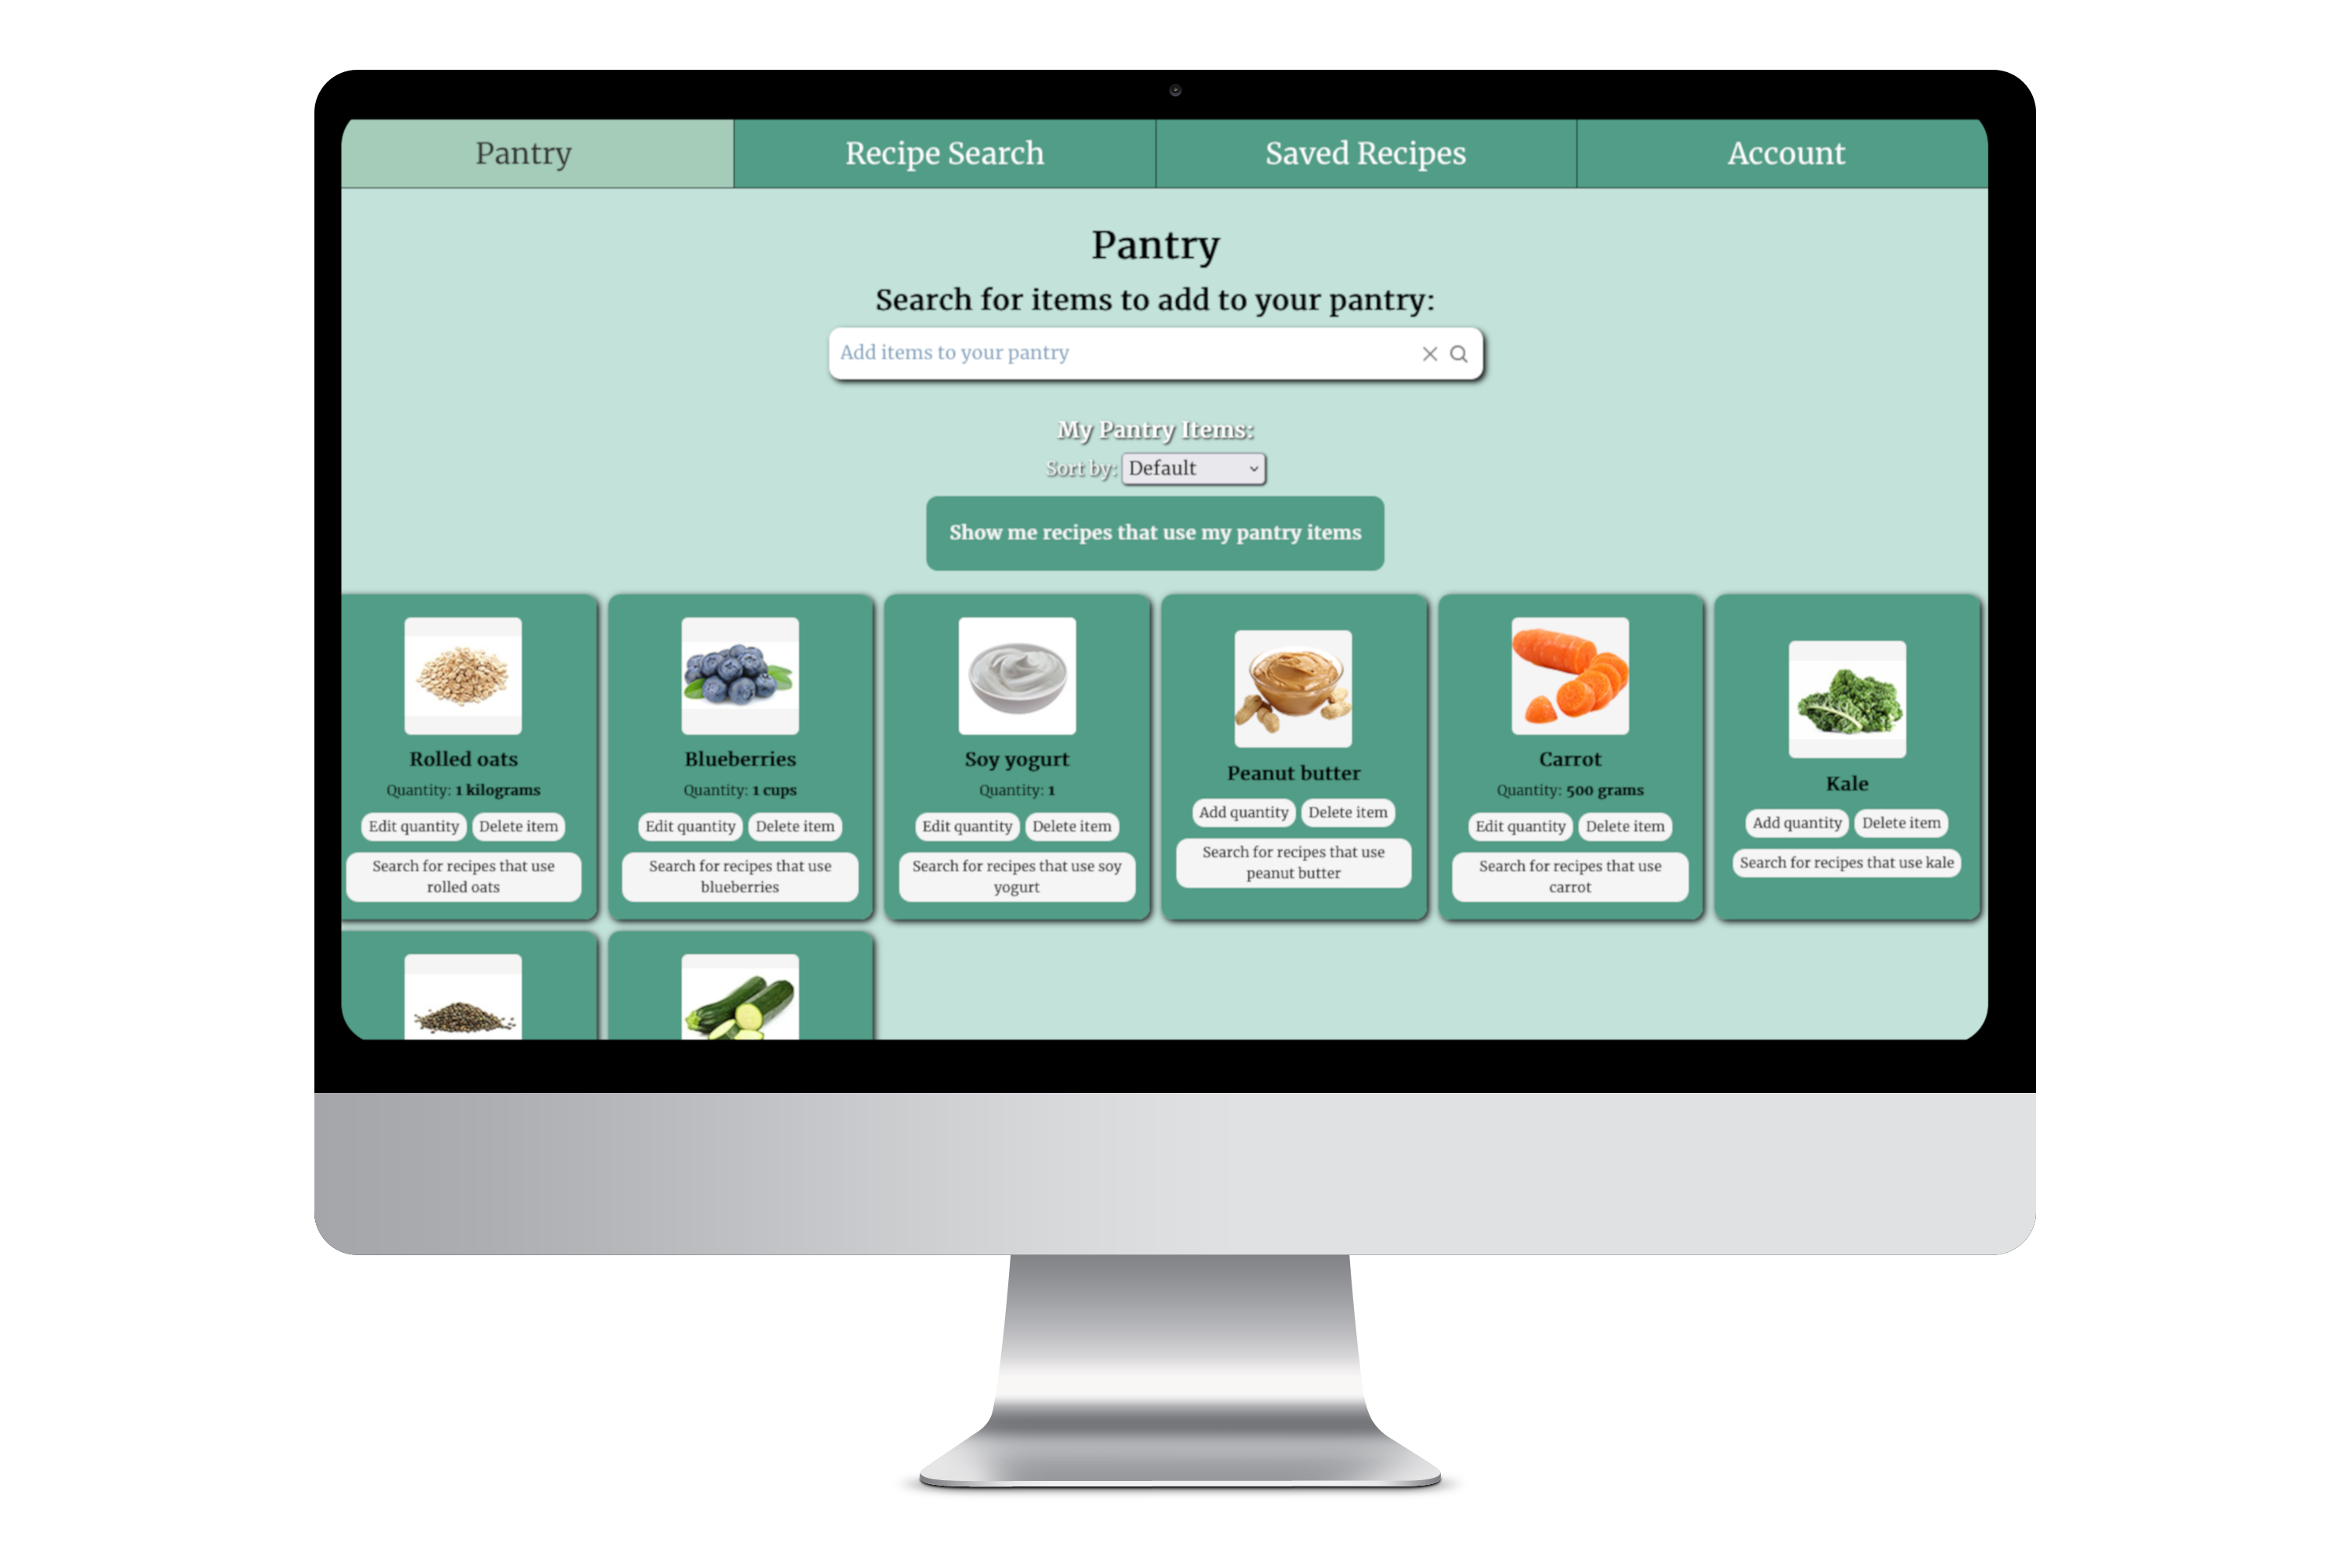 Pantry
Recipe Search
Saved Recipes
Account
Pantry
Search for items to add to your pantry:
Add items to your pantry
My Pantry Items:
Sort by: Default
Show me recipes that use my pantry items
Rolled oats
Quantity: 1 kilograms
Edit quantity
Delete item
Search for recipes that use
rolled oats
Blueberries
Quantity: 1 cups
Edit quantity
Delete item
Search for recipes that use
blueberries
Soy yogurt
Quantity: 1
Edit quantity
Delete item
Search for recipes that use soy
yogurt
Peanut butter
Add quantity
Delete item
Search for recipes that use
peanut butter
Carrot
Quantity: 500 grams
Edit quantity
Delete item
Search for recipes that use
carrot
Kale
Add quantity
Delete item
Search for recipes that use kale